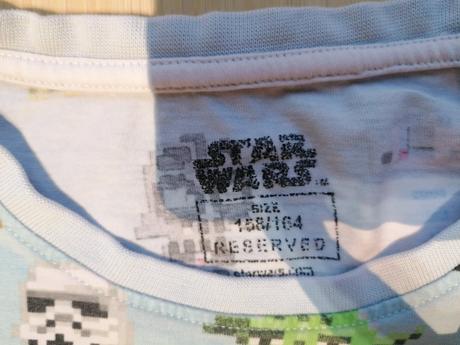 STAR
WARS
SIZE
158/164
RESERVED
starwars.com